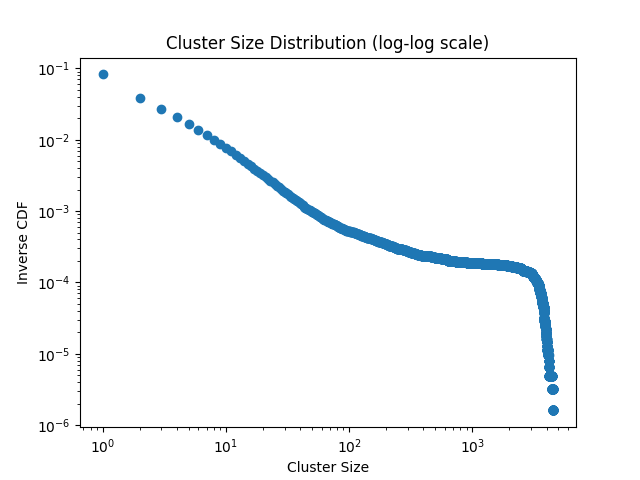 Cluster Size Distribution (log-log scale)
Inverse CDF
10⁻¹
10⁻²
10⁻³
10⁻⁴
10⁻⁵
10⁻⁶
10⁰ 10¹ 10² 10³
Cluster Size